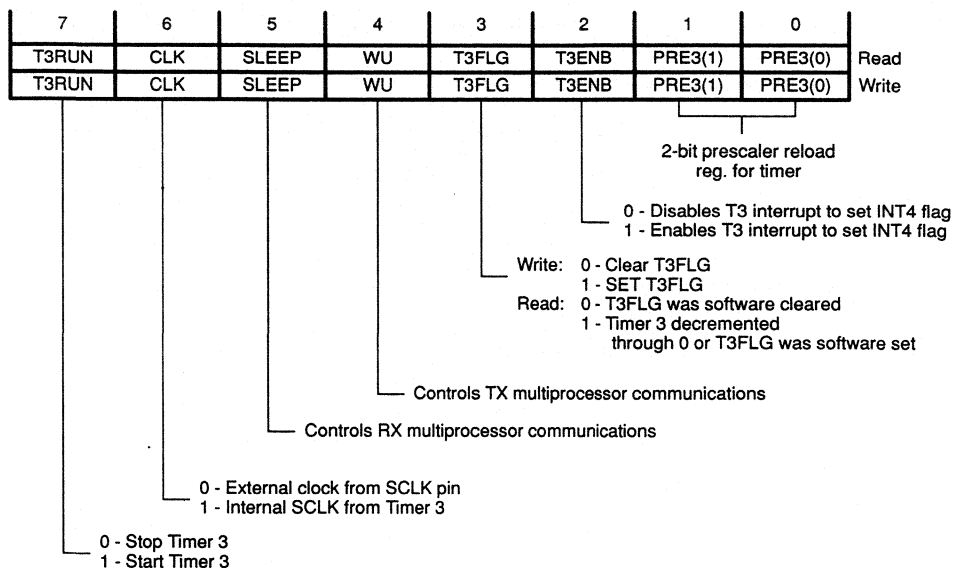 7 6 5 4 3 2 1 0
T3RUN CLK SLEEP WU T3FLG T3ENB PRE3(1) PRE3(0) Read
T3RUN CLK SLEEP WU T3FLG T3ENB PRE3(1) PRE3(0) Write
2-bit prescaler reload
reg. for timer
0 - Disables T3 interrupt to set INT4 flag
1 - Enables T3 interrupt to set INT4 flag
Write: 0 - Clear T3FLG
1 - SET T3FLG
Read: 0 - T3FLG was software cleared
1 - Timer 3 decremented
through 0 or T3FLG was software set
Controls TX multiprocessor communications
Controls RX multiprocessor communications
0 - External clock from SCLK pin
1 - Internal SCLK from Timer 3
0 - Stop Timer 3
1 - Start Timer 3